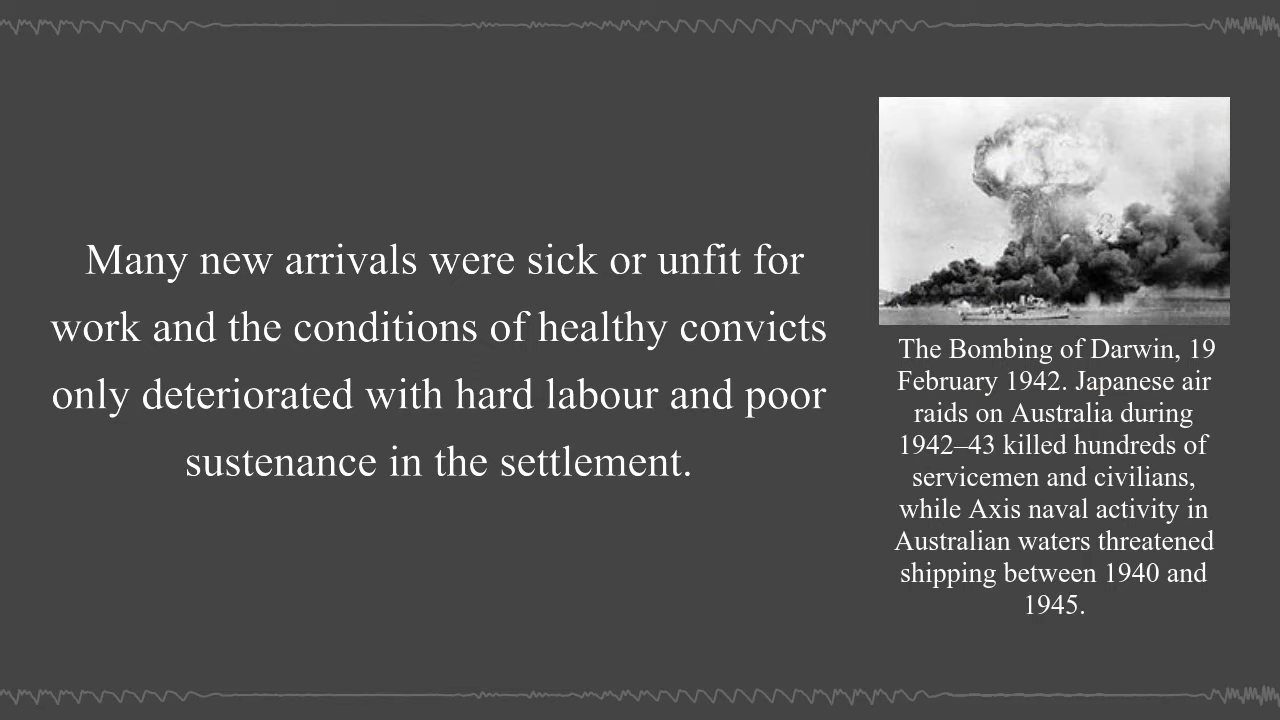 Many new arrivals were sick or unfit for
work and the conditions of healthy convicts
only deteriorated with hard labour and poor
sustenance in the settlement.
The Bombing of Darwin, 19
February 1942. Japanese air
raids on Australia during
1942–43 killed hundreds of
servicemen and civilians,
while Axis naval activity in
Australian waters threatened
shipping between 1940 and
1945.